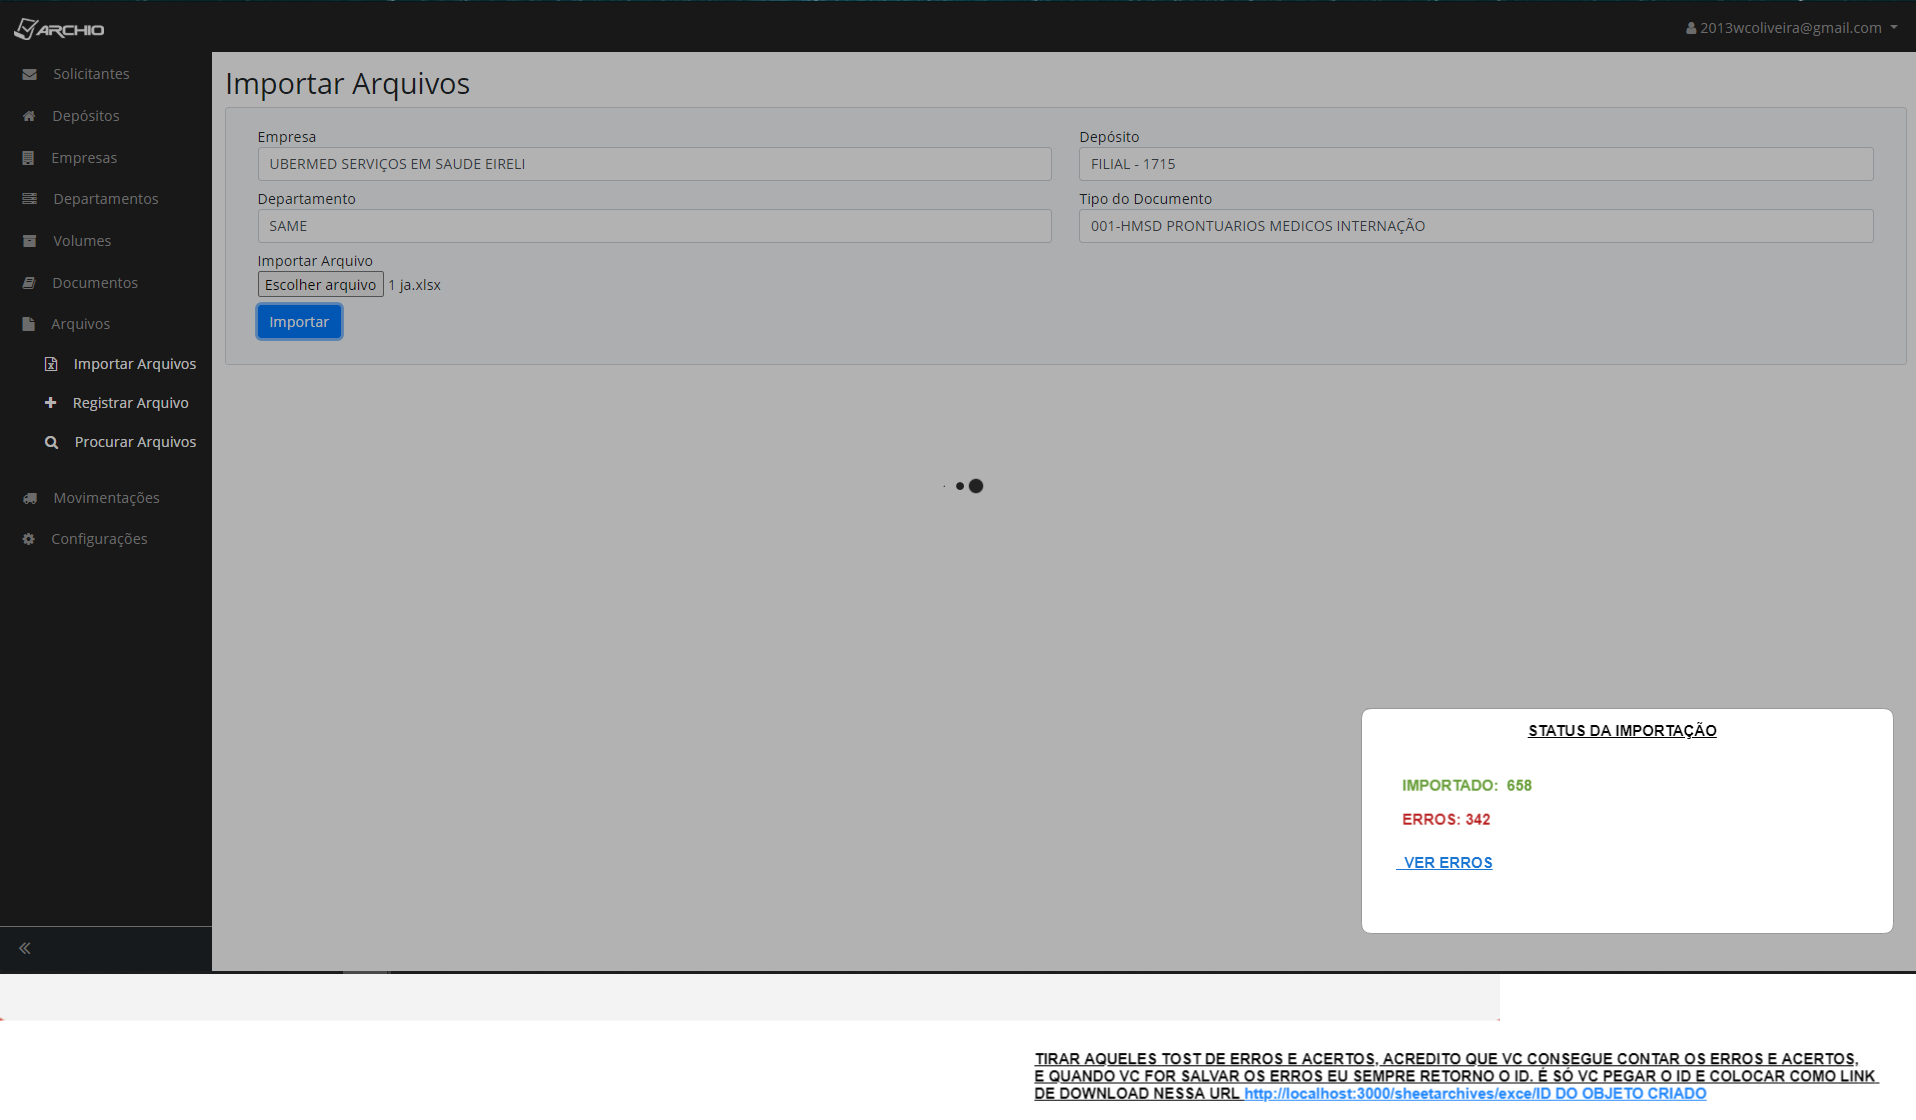 ARCHIO
2013wcoliveira@gmail.com
Solicitantes
Depósitos
Empresas
Departamentos
Volumes
Documentos
Arquivos
Importar Arquivos
Registrar Arquivo
Procurar Arquivos
Movimentações
Configurações
Importar Arquivos
Empresa
UBERMED SERVIÇOS EM SAUDE EIRELI
Depósito
FILIAL - 1715
Departamento
SAME
Tipo do Documento
001-HMSD PRONTUARIOS MEDICOS INTERNAÇÃO
Importar Arquivo
Escolher arquivo 1 ja.xlsx
Importar
STATUS DA IMPORTAÇÃO
IMPORTADO: 658
ERROS: 342
VER ERROS
TIRAR AQUELES TOST DE ERROS E ACERTOS, ACREDITO QUE VC CONSEGUE CONTAR OS ERROS E ACERTOS,
E QUANDO VC FOR SALVAR OS ERROS EU SEMPRE RETORNO O ID. É SÓ VC PEGAR O ID E COLOCAR COMO LINK
DE DOWNLOAD NESSA URL http://localhost:3000/sheetarchives/exce/ID DO OBJETO CRIADO